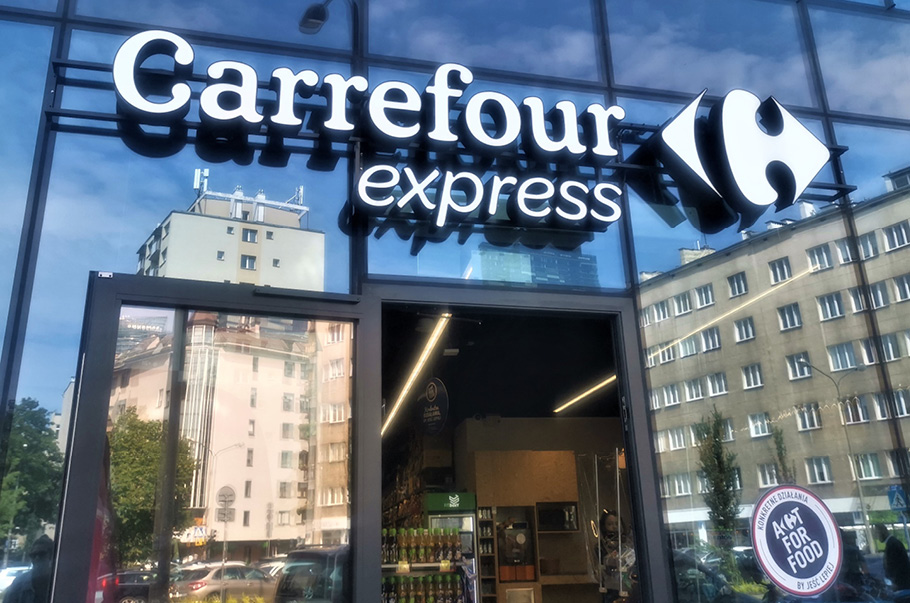 Carrefour
express
KONKRETNE DZIAŁANIA
ACT
FOR
FOOD
BY JEŚĆ LEPIEJ